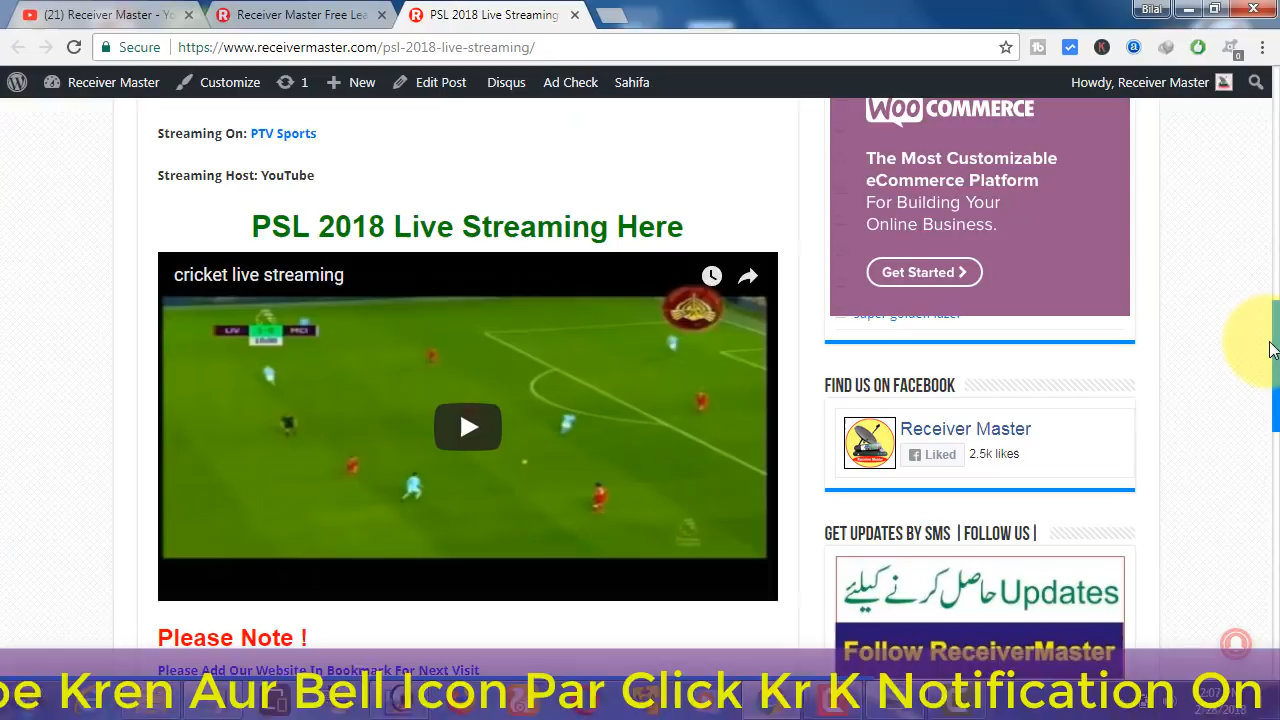 (21) Receiver Master - Yo
Receiver Master Free Lea
PSL 2018 Live Streaming
Bilal
Secure
https://www.receivermaster.com/psl-2018-live-streaming/
Receiver Master
Customize
1
New
Edit Post
Disqus
Ad Check
Sahifa
Howdy, Receiver Master
Streaming On: PTV Sports
Streaming Host: YouTube
PSL 2018 Live Streaming Here
cricket live streaming
LIV
MCI
Please Note !
Please Add Our Website In Bookmark For Next Visit
WOO COMMERCE
The Most Customizable
eCommerce Platform
For Building Your
Online Business.
Get Started
FIND US ON FACEBOOK
Receiver Master
Liked
2.5k likes
GET UPDATES BY SMS | FOLLOW US |
Updates حاصل کرنے کیلئے
Follow ReceiverMaster
be Kren Aur Bell Icon Par Click Kr K Notification On